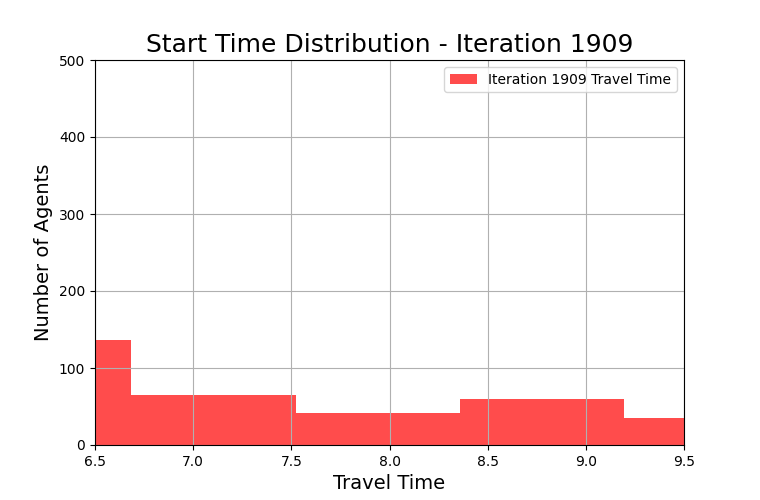 Start Time Distribution - Iteration 1909
Iteration 1909 Travel Time
Number of Agents
500
400
300
200
100
0
6.5 7.0 7.5 8.0 8.5 9.0 9.5
Travel Time